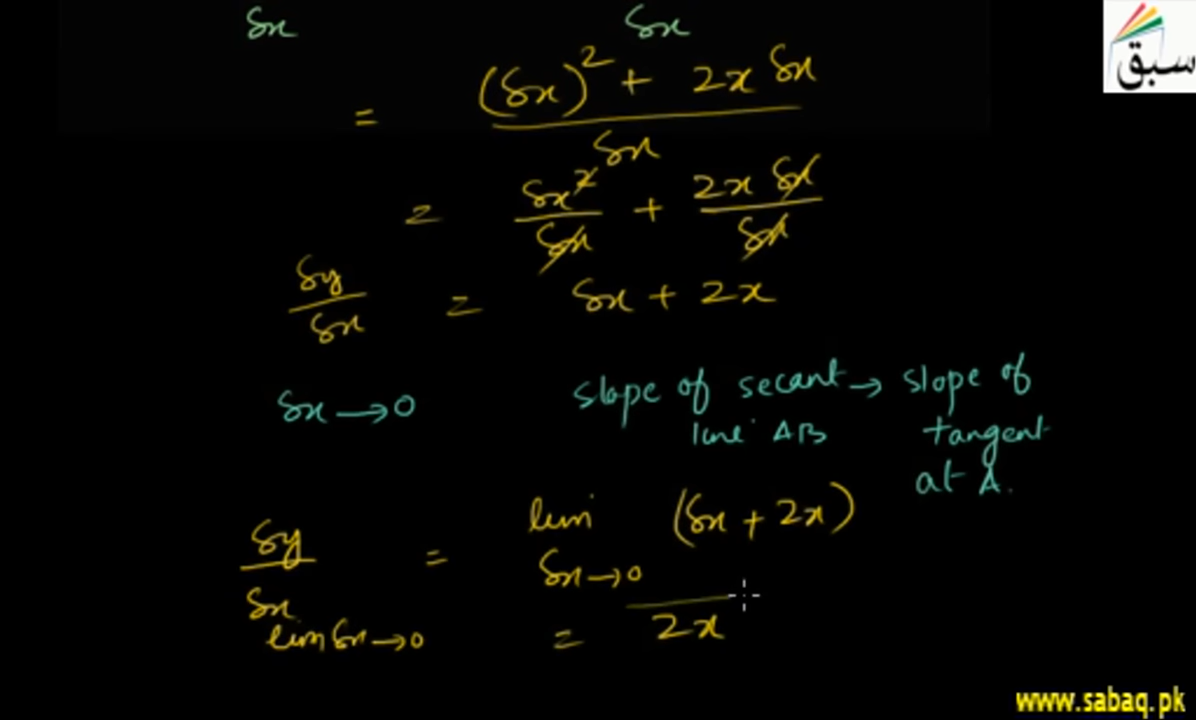 δx δx
سبق
= (δx)² + 2x δx
δx
= δx² / δx + 2x δx / δx
δy / δx = δx + 2x
δx → 0 slope of secant → slope of
line AB tangent
at A.
δy / δx = lim (δx + 2x)
lim δx → 0 δx → 0
= 2x
www.sabaq.pk